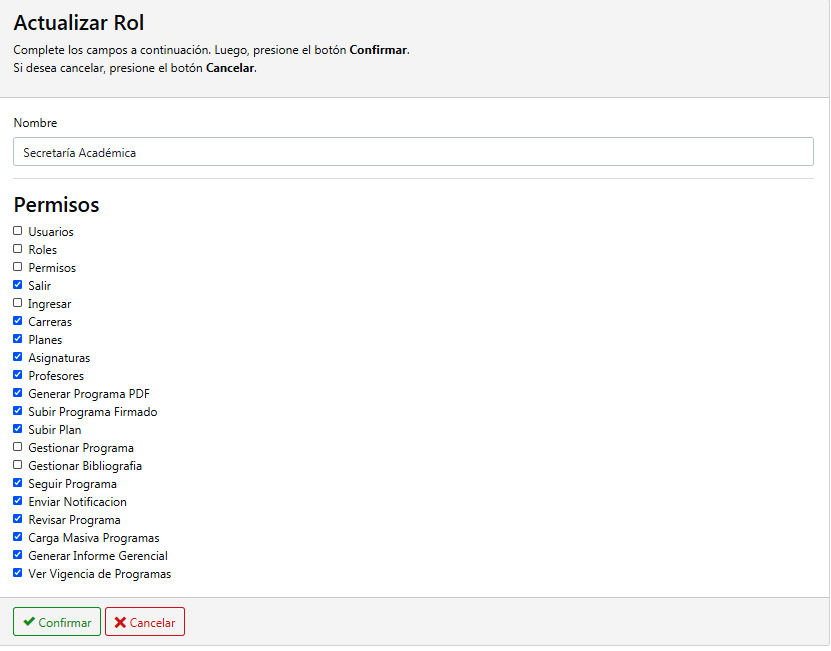 Actualizar Rol
Complete los campos a continuación. Luego, presione el botón Confirmar.
Si desea cancelar, presione el botón Cancelar.
Nombre
Secretaría Académica
Permisos
Usuarios
Roles
Permisos
Salir
Ingresar
Carreras
Planes
Asignaturas
Profesores
Generar Programa PDF
Subir Programa Firmado
Subir Plan
Gestionar Programa
Gestionar Bibliografia
Seguir Programa
Enviar Notificacion
Revisar Programa
Carga Masiva Programas
Generar Informe Gerencial
Ver Vigencia de Programas
Confirmar Cancelar